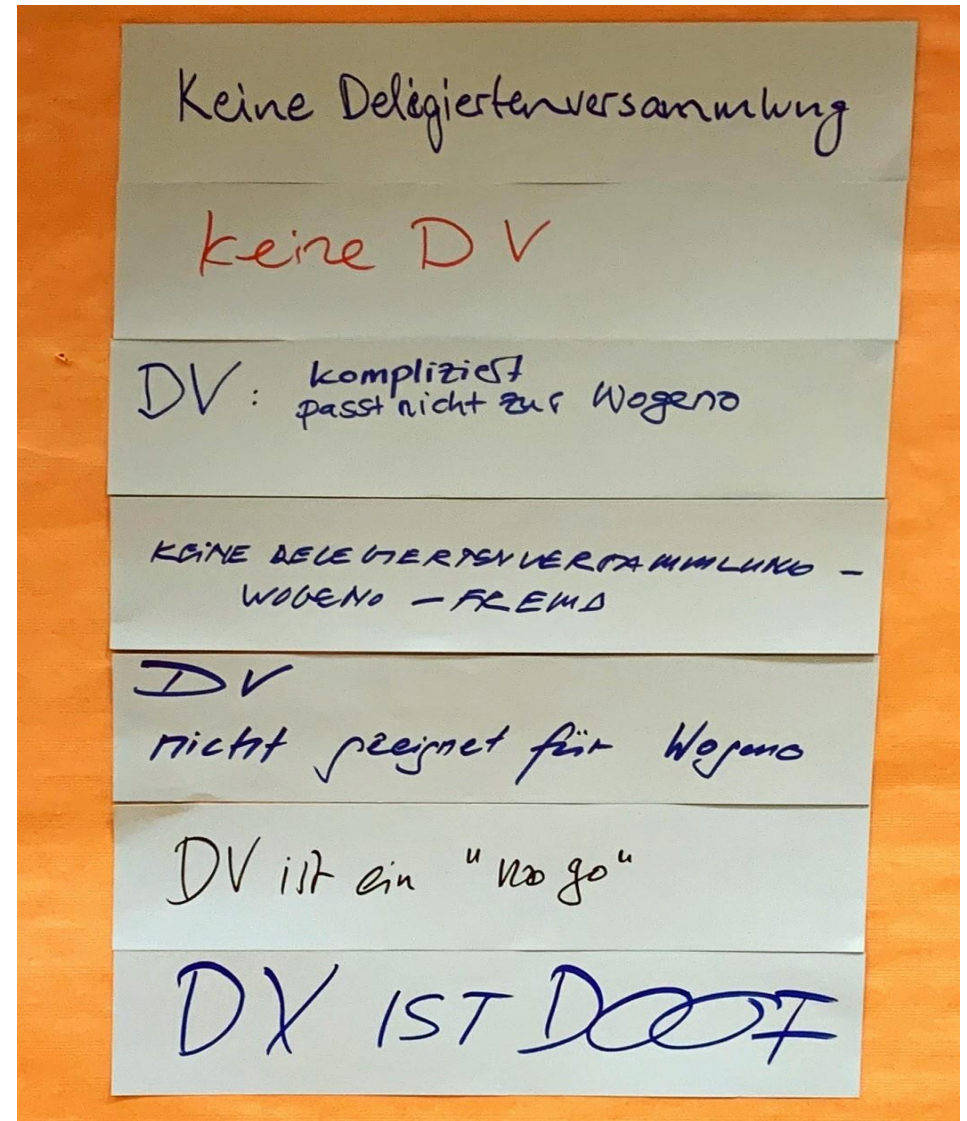 Keine Delegiertenversammlung
keine DV
DV: kompliziert
passt nicht zur Wogeno
KEINE DELEGIERTENVERSAMMLUNG –
WOGENO – FREMD
DV
nicht geeignet für Wogeno
DV ist ein "no go"
DV IST DOOF